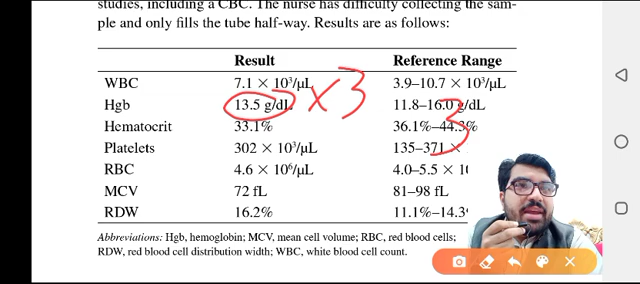 studies, including a CBC. The nurse has difficulty collecting the sam-
ple and only fills the tube half-way. Results are as follows:
Result Reference Range
WBC 7.1 × 10³/μL 3.9–10.7 × 10³/μL
Hgb 13.5 g/dL × 3 11.8–16.0 g/dL
Hematocrit 33.1% 36.1%–44.3% 3
Platelets 302 × 10³/μL 135–371 ×
RBC 4.6 × 10⁶/μL 4.0–5.5 × 1
MCV 72 fL 81–98 fL
RDW 16.2% 11.1%–14.3
Abbreviations: Hgb, hemoglobin; MCV, mean cell volume; RBC, red blood cells;
RDW, red blood cell distribution width; WBC, white blood cell count.